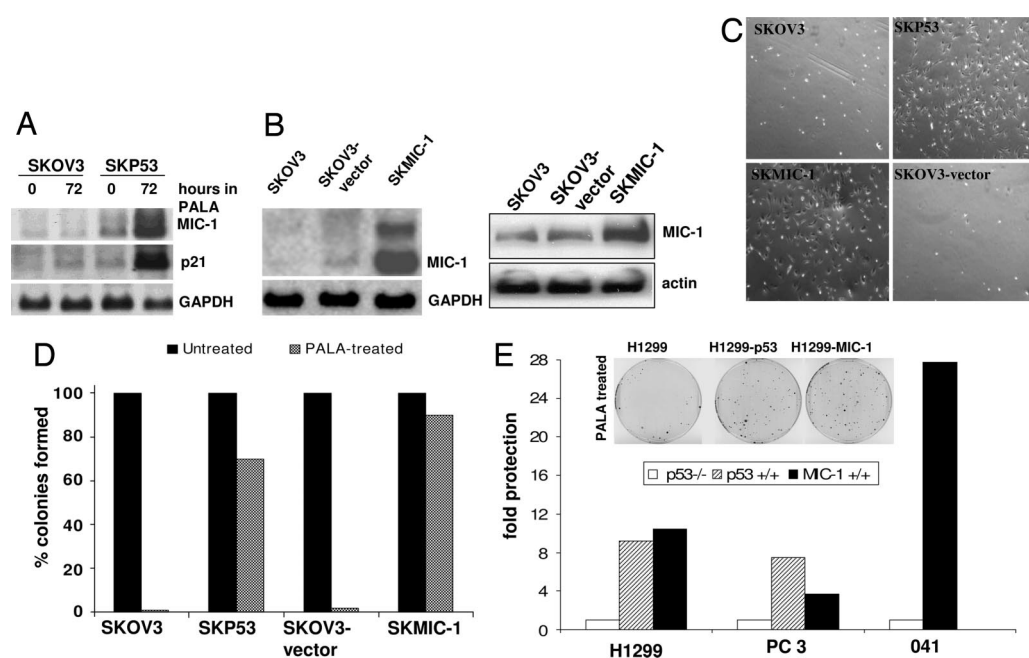 A
SKOV3 SKP53
0 72 0 72 hours in
PALA
MIC-1
p21
GAPDH
B
SKOV3
SKOV3-
vector
SKMIC-1
MIC-1
GAPDH
SKOV3
SKOV3-
vector
SKMIC-1
MIC-1
actin
C
SKOV3 SKP53
SKMIC-1 SKOV3-vector
D
Untreated PALA-treated
% colonies formed
100
80
60
40
20
0
SKOV3 SKP53 SKOV3- SKMIC-1
vector
E
H1299 H1299-p53 H1299-MIC-1
PALA treated
p53-/- p53 +/+ MIC-1 +/+
fold protection
28
24
20
16
12
8
4
0
H1299 PC 3 041